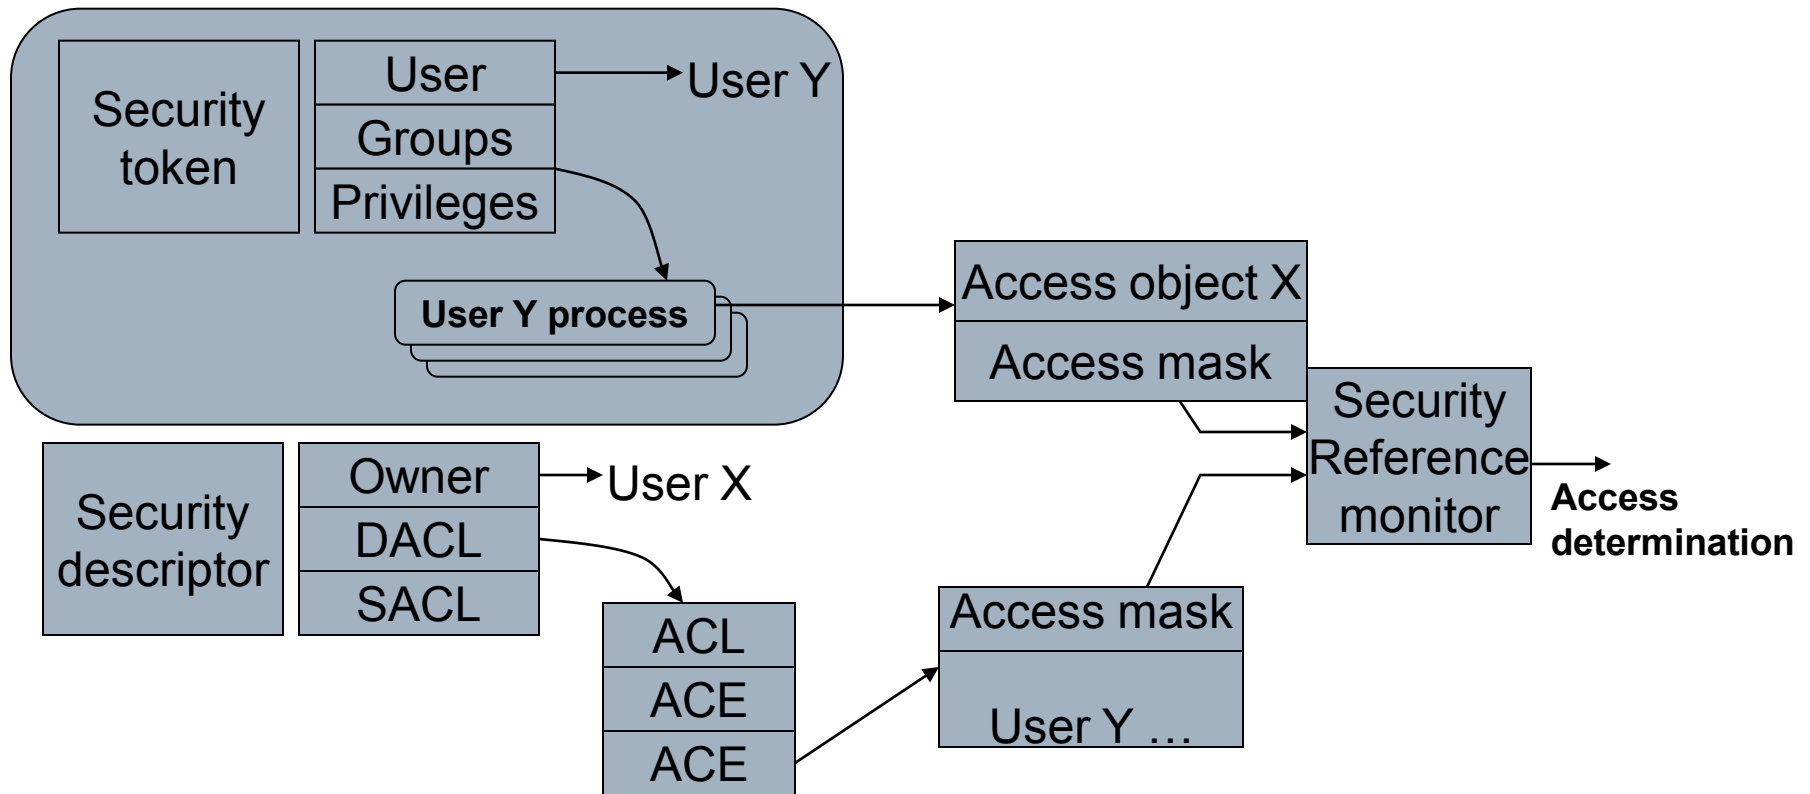 Security
token
User
Groups
Privileges
User Y
User Y process
Access object X
Access mask
Security
Reference
monitor
Access
determination
Security
descriptor
Owner
DACL
SACL
User X
ACL
ACE
ACE
Access mask
User Y …